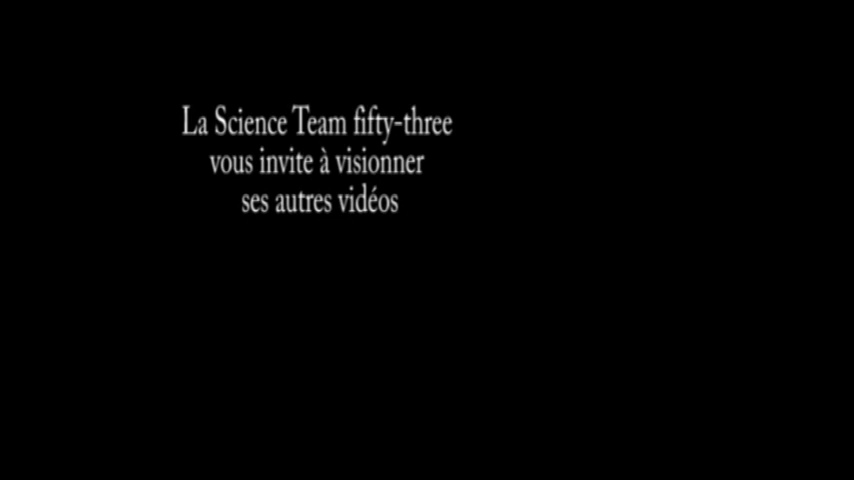 La Science Team fifty-three
vous invite à visionner
ses autres vidéos